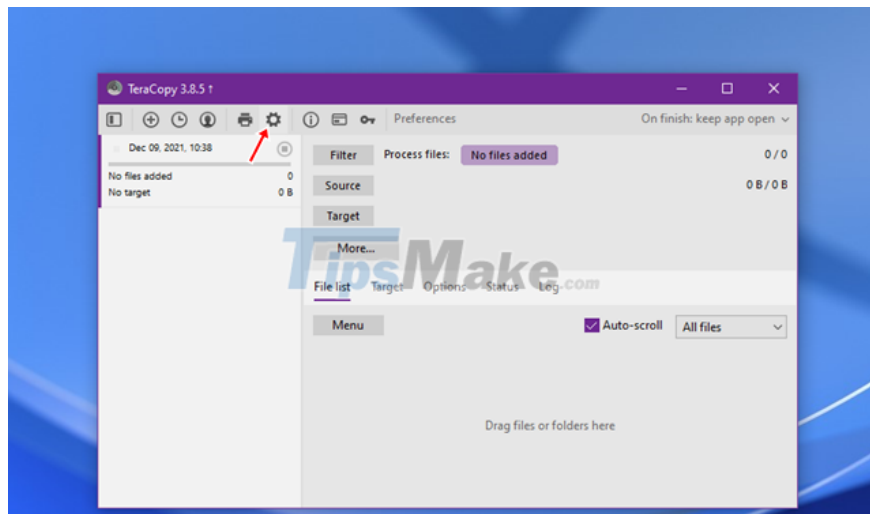 TeraCopy 3.8.5 ↑
Preferences
On finish: keep app open
Dec 09, 2021, 10:38
No files added 0
No target 0 B
Filter Process files: No files added 0 / 0
Source 0 B / 0 B
Target
More...
TipsMake.com
File list Target Options Status Log
Menu Auto-scroll All files
Drag files or folders here